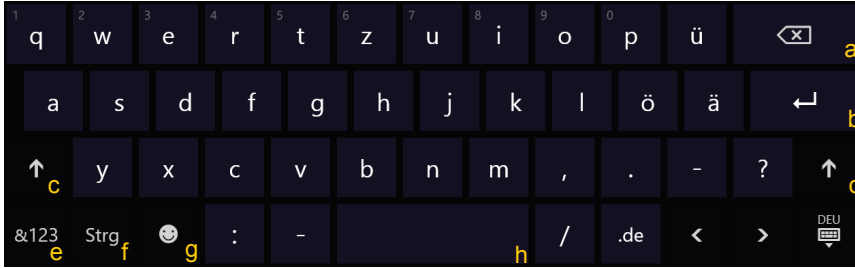 1 q 2 w 3 e 4 r 5 t 6 z 7 u 8 i 9 o 0 p ü a
a s d f g h j k l ö ä b
c y x c v b n m , . - ? c
&123 e Strg f g : - h / .de < > DEU